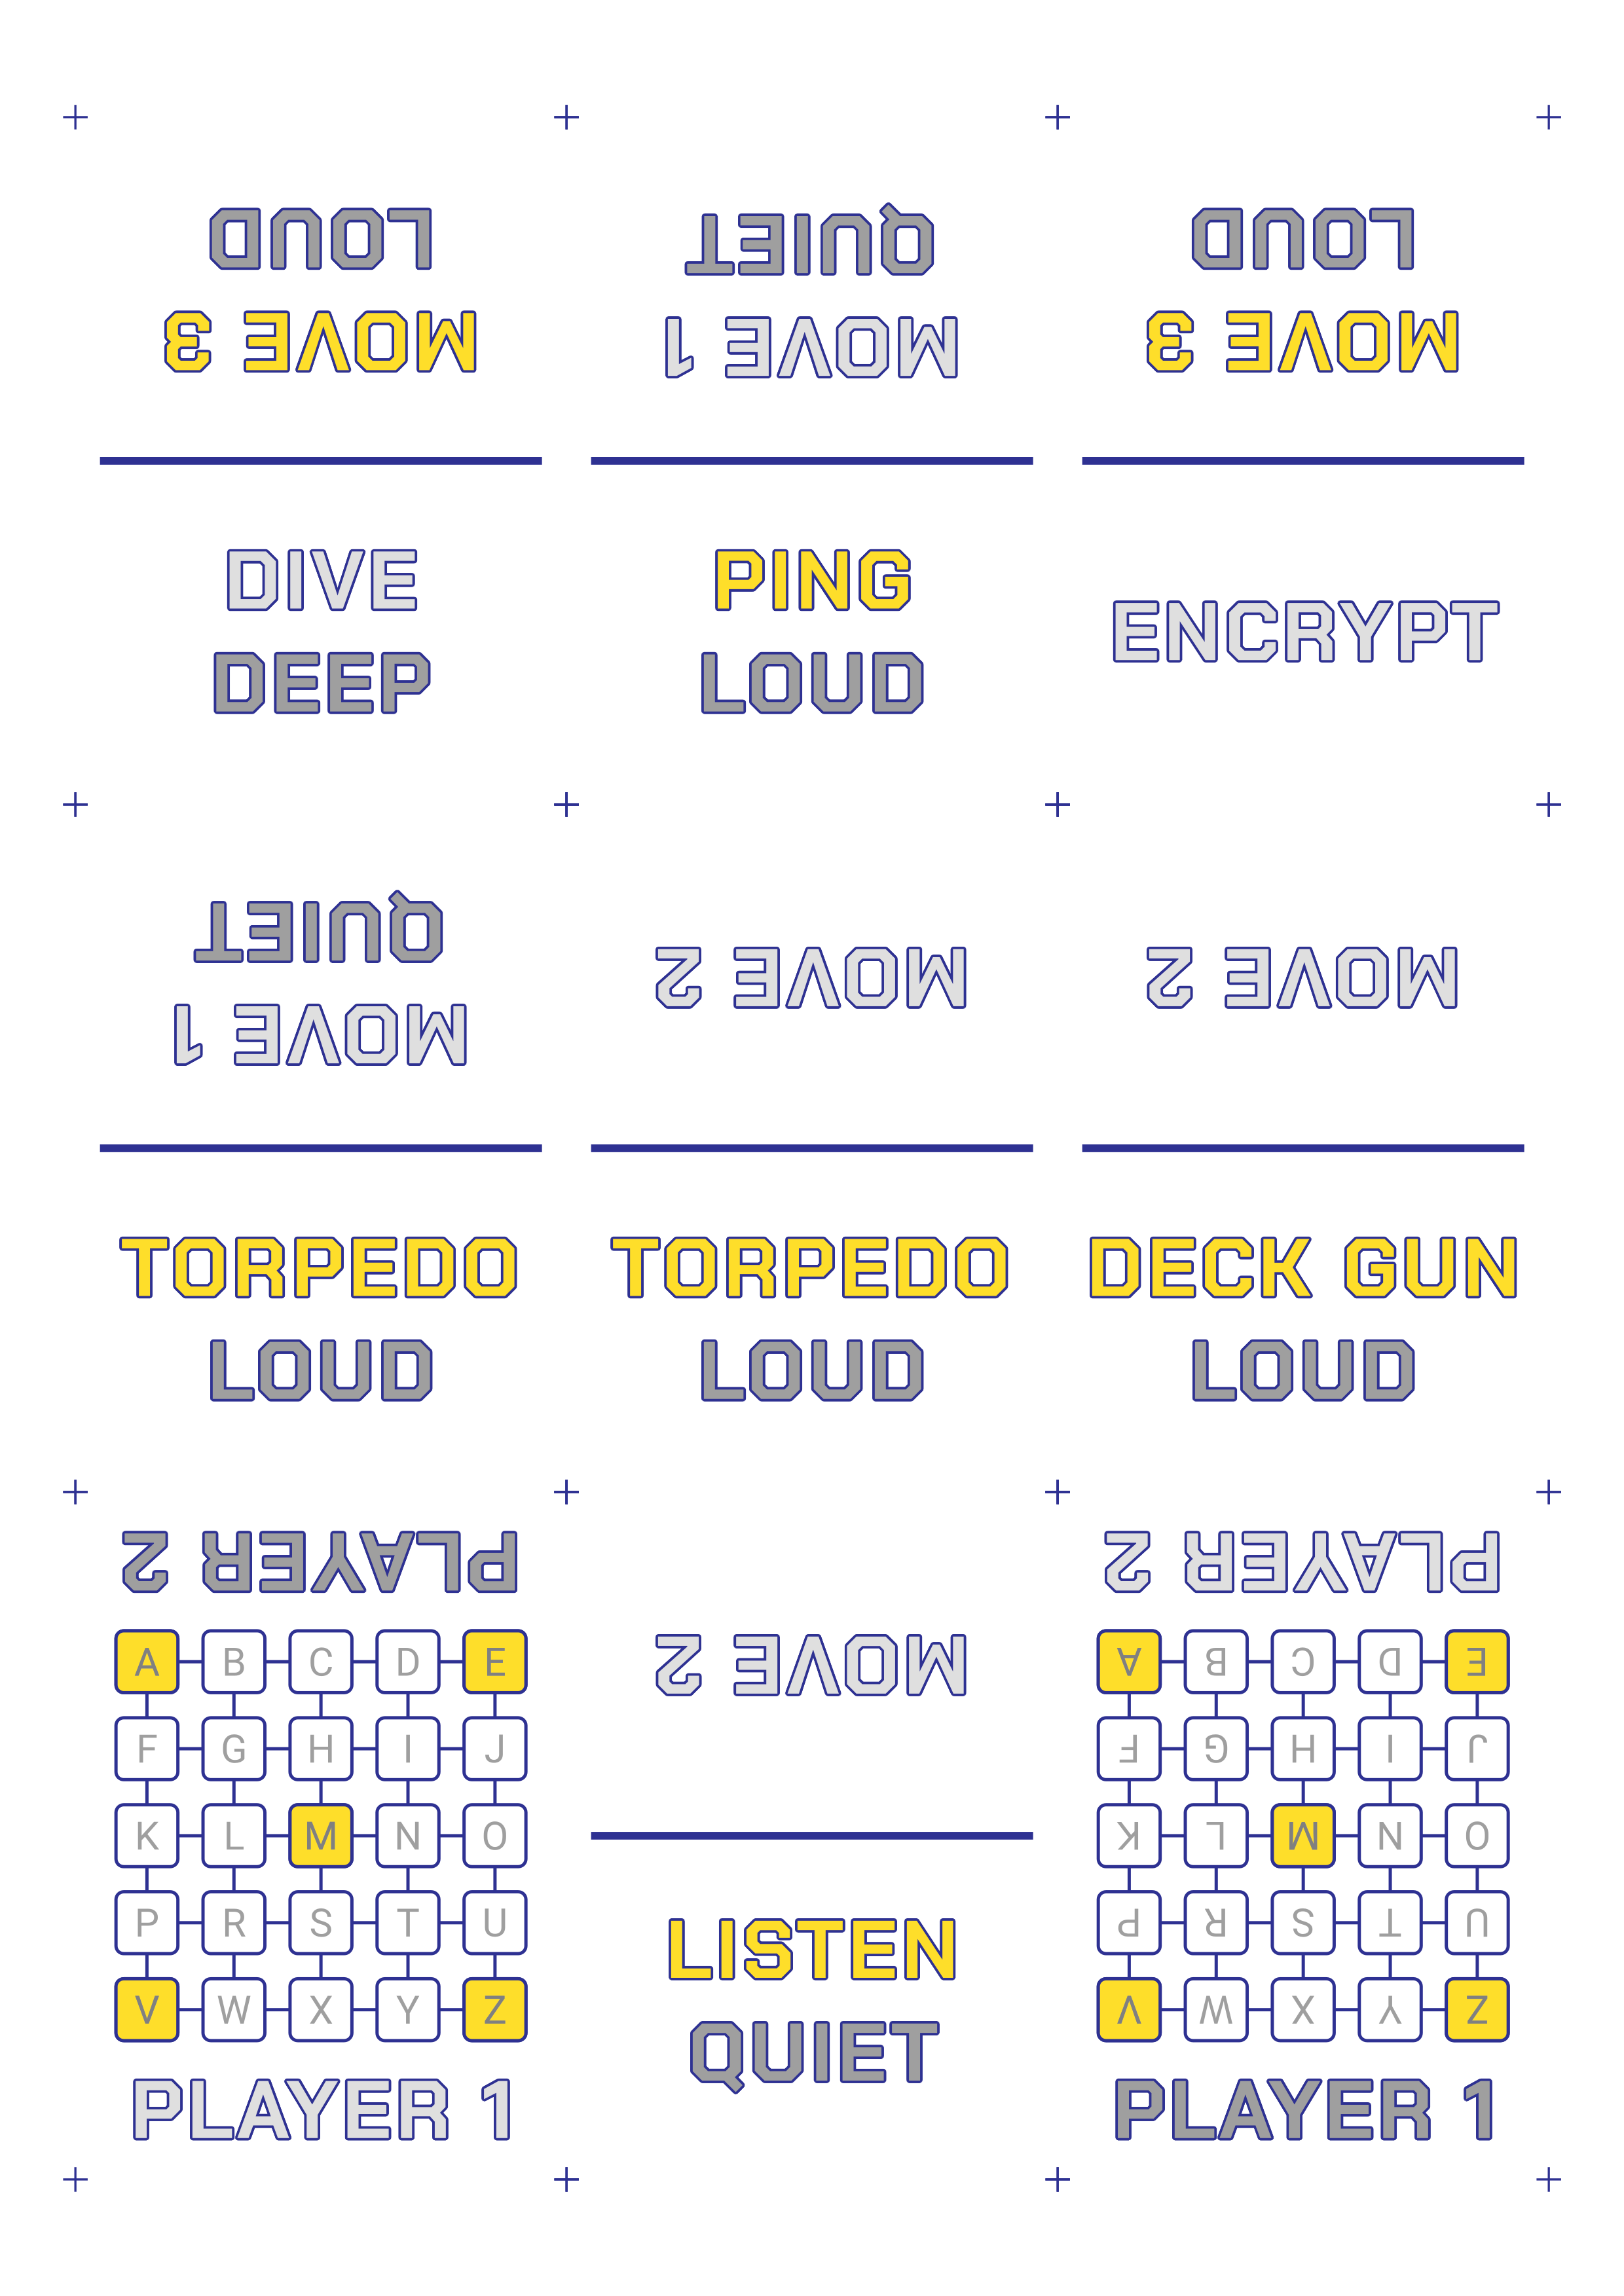 LOUD
MOVE 3
DIVE
DEEP
QUIET
MOVE 1
PING
LOUD
LOUD
MOVE 3
ENCRYPT
QUIET
MOVE 1
TORPEDO
LOUD
MOVE 2
TORPEDO
LOUD
MOVE 2
DECK GUN
LOUD
PLAYER 2
A B C D E
F G H I J
K L M N O
P R S T U
V W X Y Z
PLAYER 1
MOVE 2
LISTEN
QUIET
PLAYER 2
A B C D E
F G H I J
K L M N O
P R S T U
V W X Y Z
PLAYER 1